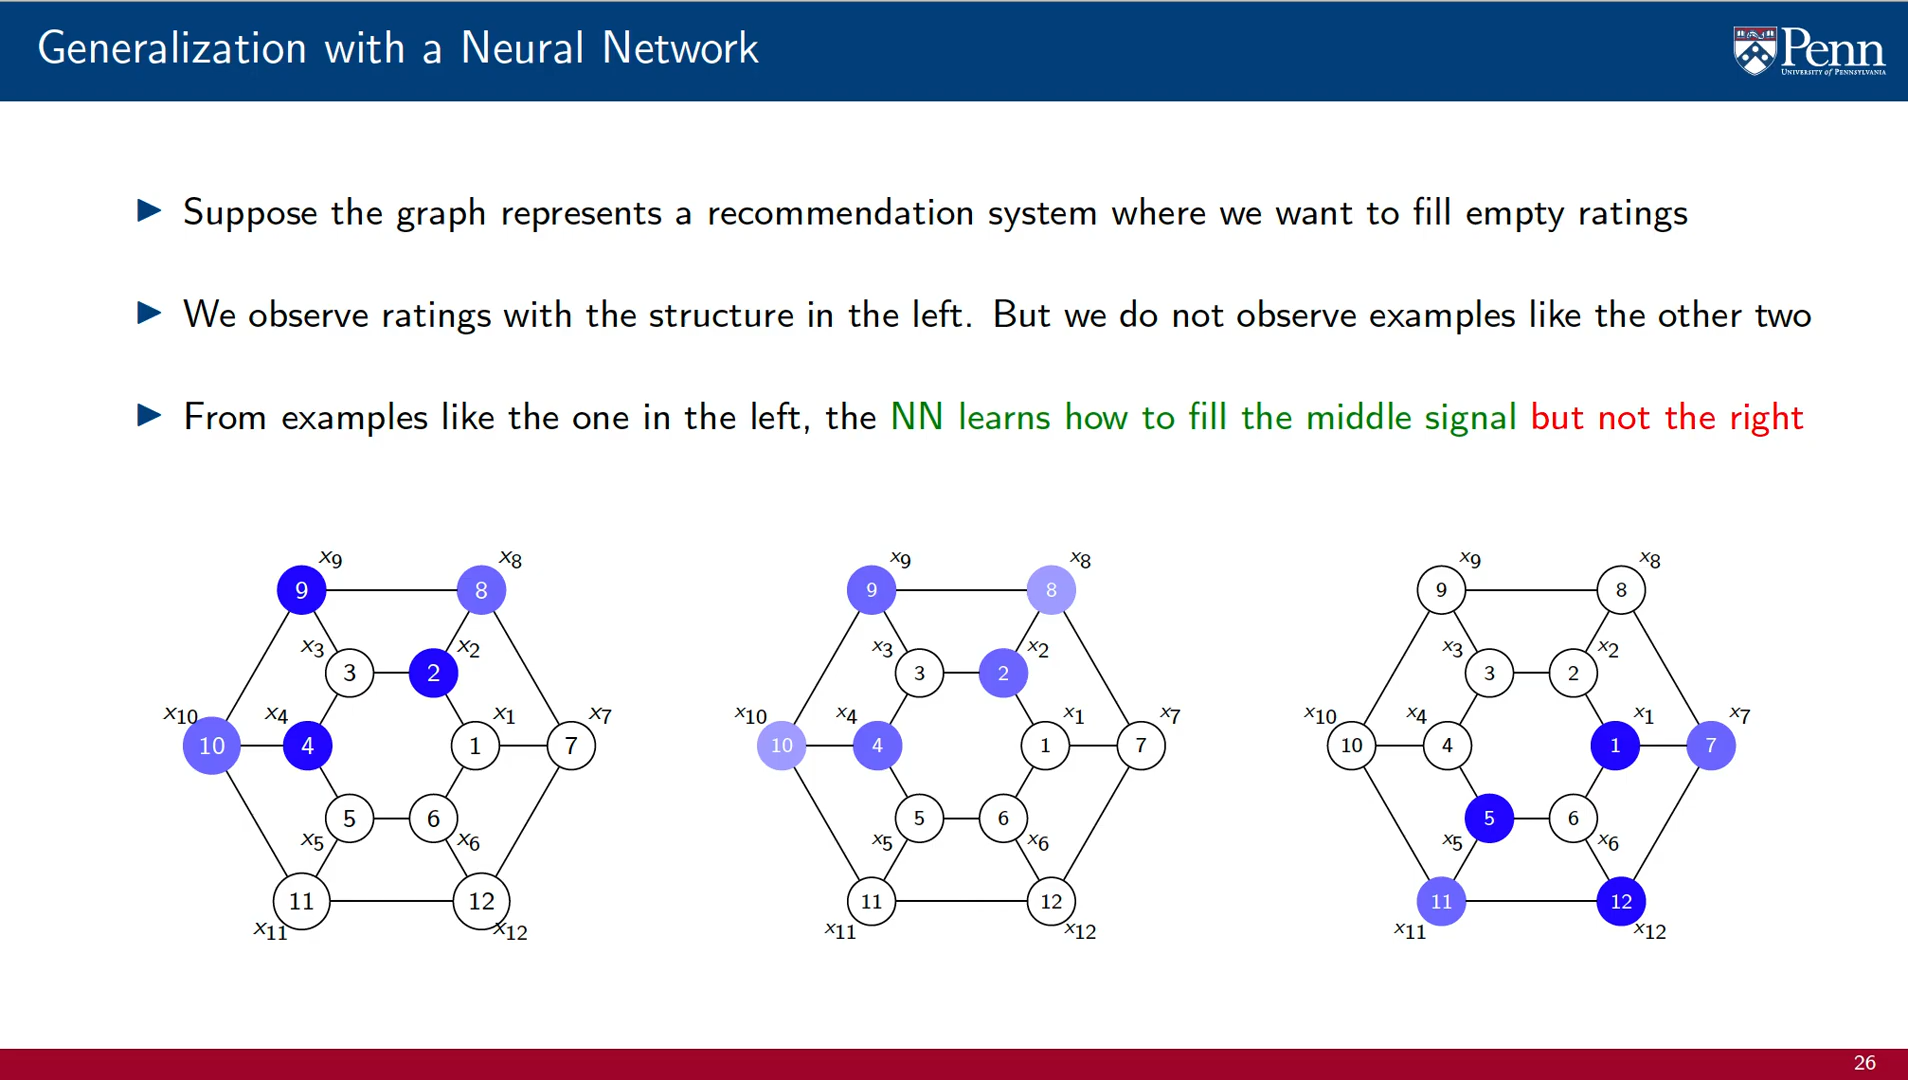 Generalization with a Neural Network
Penn
University of Pennsylvania
Suppose the graph represents a recommendation system where we want to fill empty ratings
We observe ratings with the structure in the left. But we do not observe examples like the other two
From examples like the one in the left, the NN learns how to fill the middle signal but not the right
x9 x8
9 8
x3 x2
3 2
x10 x4 x1 x7
10 4 1 7
5 6
x5 x6
11 12
x11 x12
x9 x8
9 8
x3 x2
3 2
x10 x4 x1 x7
10 4 1 7
5 6
x5 x6
11 12
x11 x12
x9 x8
9 8
x3 x2
3 2
x10 x4 x1 x7
10 4 1 7
5 6
x5 x6
11 12
x11 x12
26